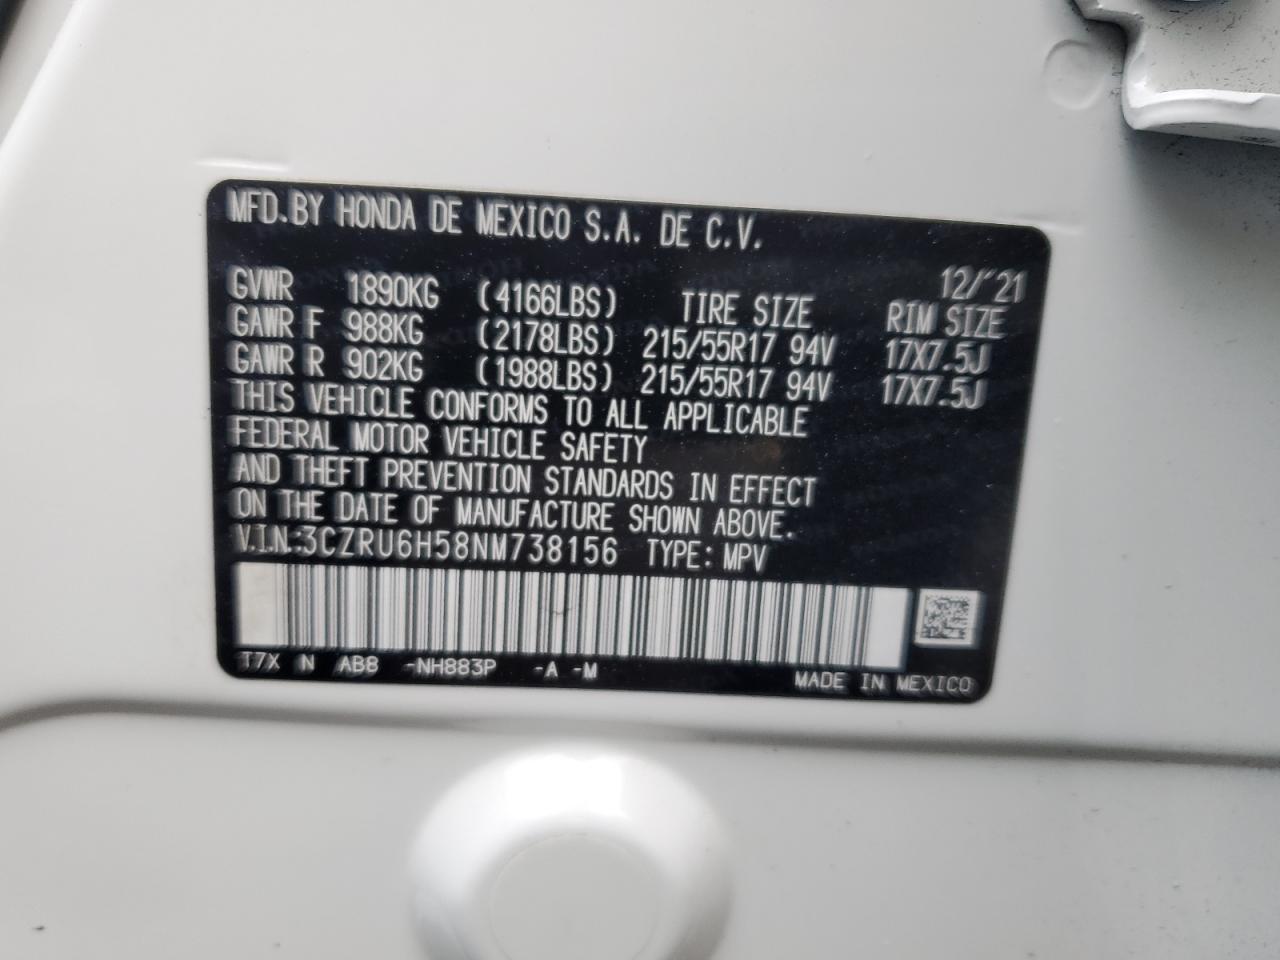 MFD.BY HONDA DE MEXICO S.A. DE C.V.
12/'21
GVWR 1890KG (4166LBS) TIRE SIZE RIM SIZE
GAWR F 988KG (2178LBS) 215/55R17 94V 17X7.5J
GAWR R 902KG (1988LBS) 215/55R17 94V 17X7.5J
THIS VEHICLE CONFORMS TO ALL APPLICABLE
FEDERAL MOTOR VEHICLE SAFETY
AND THEFT PREVENTION STANDARDS IN EFFECT
ON THE DATE OF MANUFACTURE SHOWN ABOVE.
V.I.N:3CZRU6H58NM738156 TYPE: MPV
T7X N AB8 -NH883P -A -M
MADE IN MEXICO